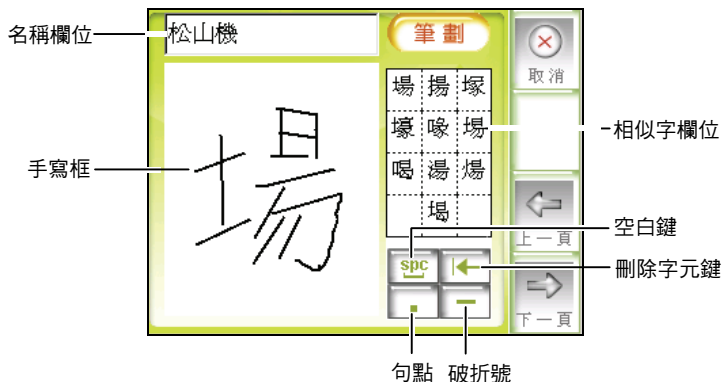 名稱欄位
松山機
筆劃
取消
場揚塚
壕喙場
喝湯煬
堨
相似字欄位
手寫框
場
上一頁
空白鍵
spc
刪除字元鍵
下一頁
句點
破折號